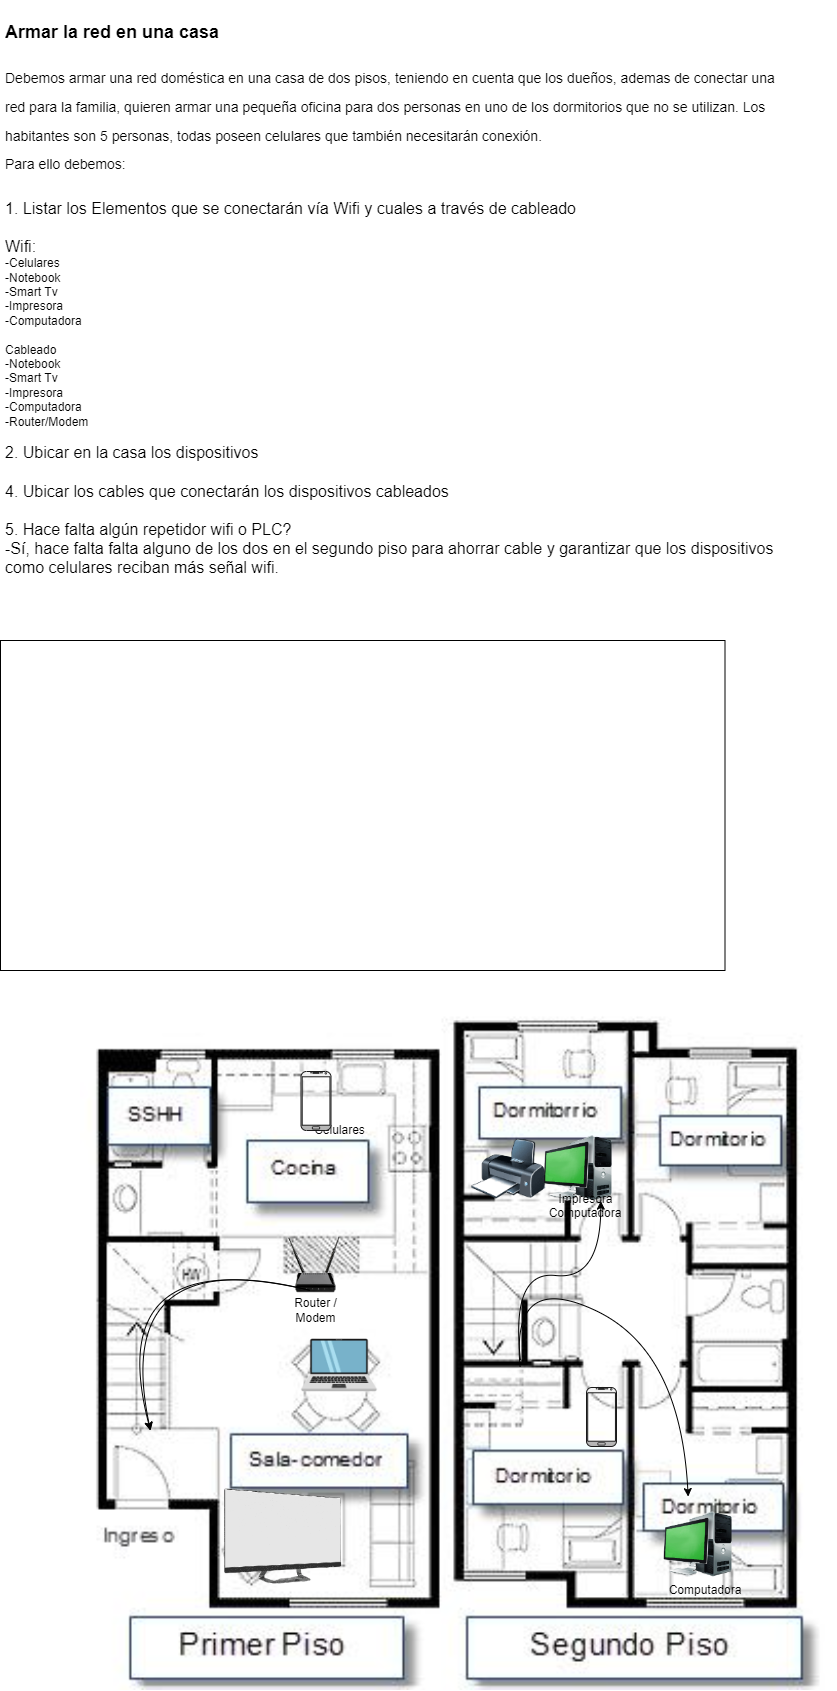 Armar la red en una casa
Debemos armar una red doméstica en una casa de dos pisos, teniendo en cuenta que los dueños, ademas de conectar una
red para la familia, quieren armar una pequeña oficina para dos personas en uno de los dormitorios que no se utilizan. Los
habitantes son 5 personas, todas poseen celulares que también necesitarán conexión.
Para ello debemos:
1. Listar los Elementos que se conectarán vía Wifi y cuales a través de cableado
Wifi:
-Celulares
-Notebook
-Smart Tv
-Impresora
-Computadora
Cableado
-Notebook
-Smart Tv
-Impresora
-Computadora
-Router/Modem
2. Ubicar en la casa los dispositivos
4. Ubicar los cables que conectarán los dispositivos cableados
5. Hace falta algún repetidor wifi o PLC?
-Sí, hace falta falta alguno de los dos en el segundo piso para ahorrar cable y garantizar que los dispositivos
como celulares reciban más señal wifi.
SSHH
Celulares
Cocina
HW
Router /
Modem
Sala-comedor
Ingreso
Primer Piso
Dormitorrio
Dormitorio
Impresora
Computadora
Dormitorio
Dormitorio
Computadora
Segundo Piso